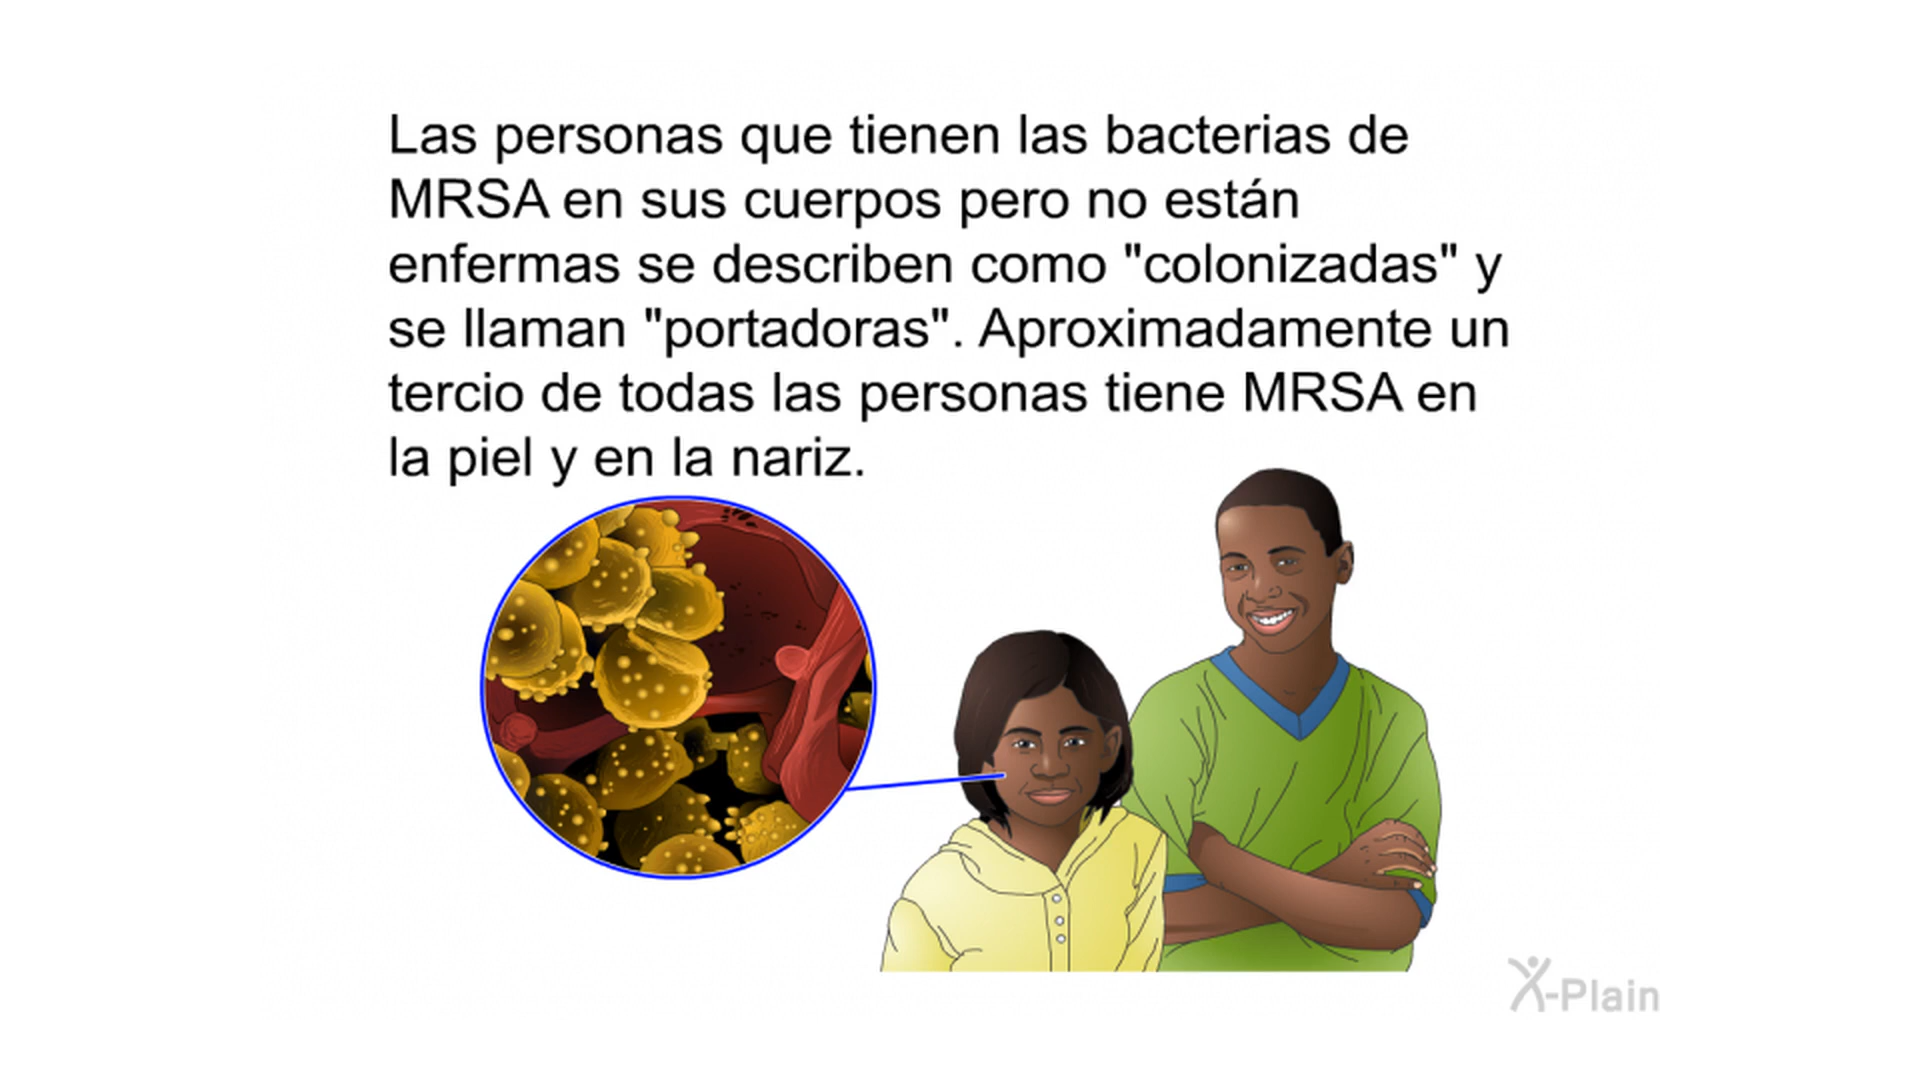 Las personas que tienen las bacterias de
MRSA en sus cuerpos pero no están
enfermas se describen como "colonizadas" y
se llaman "portadoras". Aproximadamente un
tercio de todas las personas tiene MRSA en
la piel y en la nariz.
X-Plain